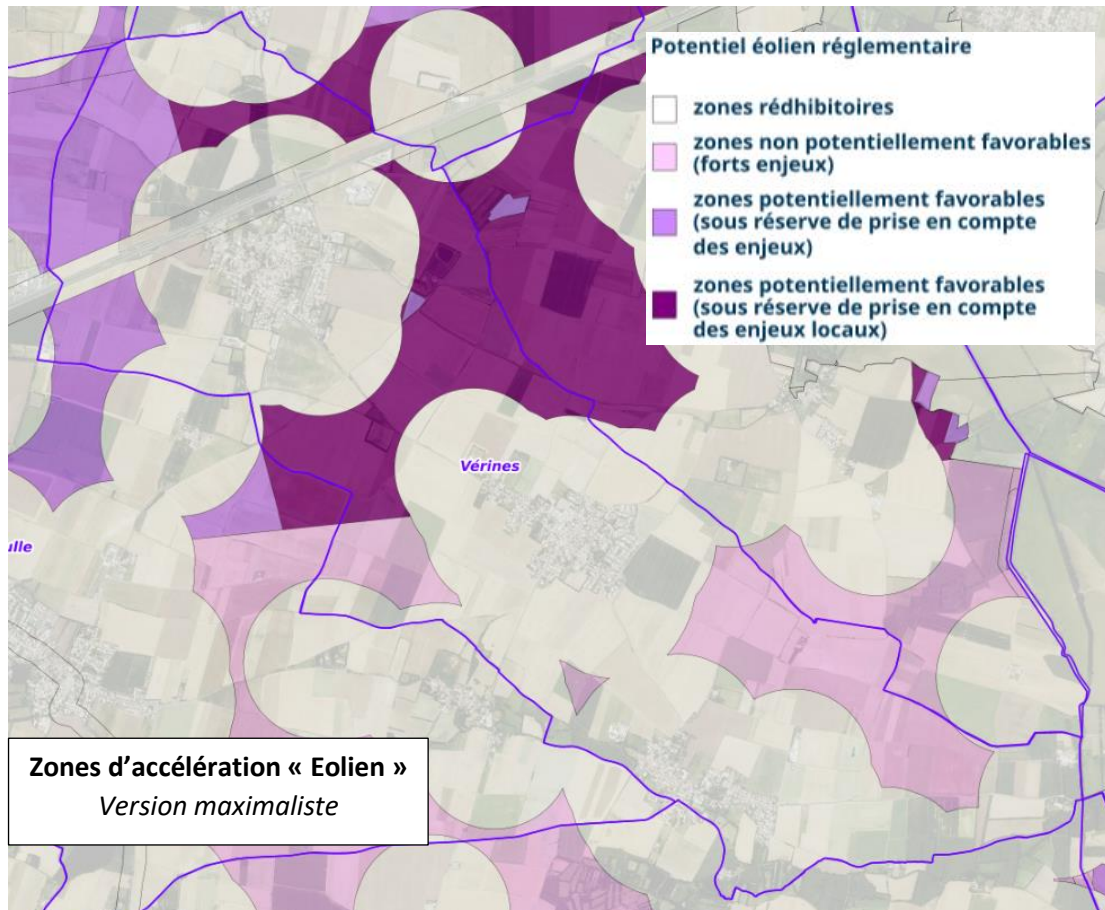 Potentiel éolien réglementaire
zones rédhibitoires
zones non potentiellement favorables
(forts enjeux)
zones potentiellement favorables
(sous réserve de prise en compte
des enjeux)
zones potentiellement favorables
(sous réserve de prise en compte
des enjeux locaux)
Vérines
ulle
Zones d’accélération « Eolien »
Version maximaliste